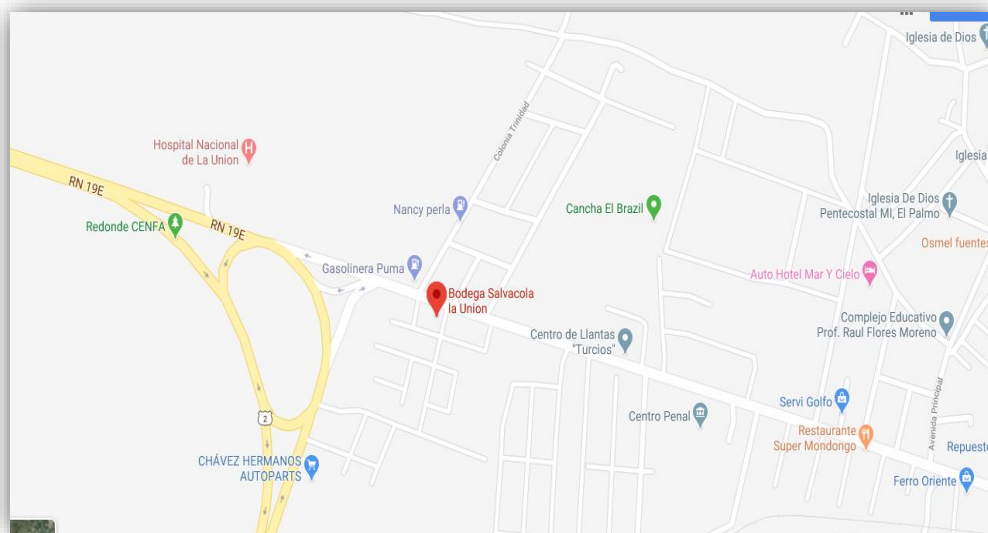 Iglesia de Dios
Hospital Nacional
de La Union
Colonia Trinidad
Iglesia
RN 19E
Iglesia De Dios
Pentecostal MI, El Palmo
Nancy perla
Cancha El Brazil
Redonde CENFA
RN 19E
Osmel fuentes
Gasolinera Puma
Auto Hotel Mar Y Cielo
Bodega Salvacola
la Union
Complejo Educativo
Prof. Raul Flores Moreno
Centro de Llantas
"Turcios"
Servi Golfo
Avenida Principal
2
Centro Penal
Restaurante
Super Mondongo
Repueste
CHÁVEZ HERMANOS
AUTOPARTS
Ferro Oriente